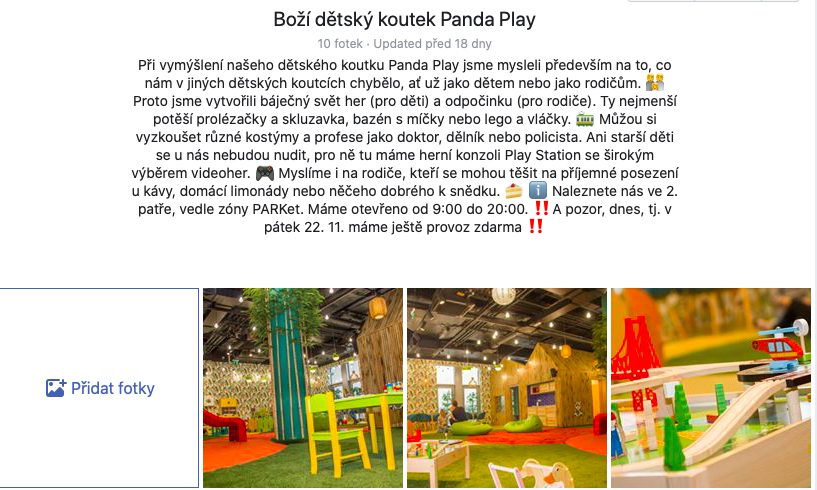 Boží dětský koutek Panda Play
10 fotek · Updated před 18 dny
Při vymýšlení našeho dětského koutku Panda Play jsme mysleli především na to, co
nám v jiných dětských koutcích chybělo, ať už jako dětem nebo jako rodičům. 👫
Proto jsme vytvořili báječný svět her (pro děti) a odpočinku (pro rodiče). Ty nejmenší
potěší prolézačky a skluzavka, bazén s míčky nebo lego a vláčky. 🚋 Můžou si
vyzkoušet různé kostýmy a profese jako doktor, dělník nebo policista. Ani starší děti
se u nás nebudou nudit, pro ně tu máme herní konzoli Play Station se širokým
výběrem videoher. 🎮 Myslíme i na rodiče, kteří se mohou těšit na příjemné posezení
u kávy, domácí limonády nebo něčeho dobrého k snědku. 🍰 ℹ️ Naleznete nás ve 2.
patře, vedle zóny PARKet. Máme otevřeno od 9:00 do 20:00. ‼️ A pozor, dnes, tj. v
pátek 22. 11. máme ještě provoz zdarma ‼️
Přidat fotky